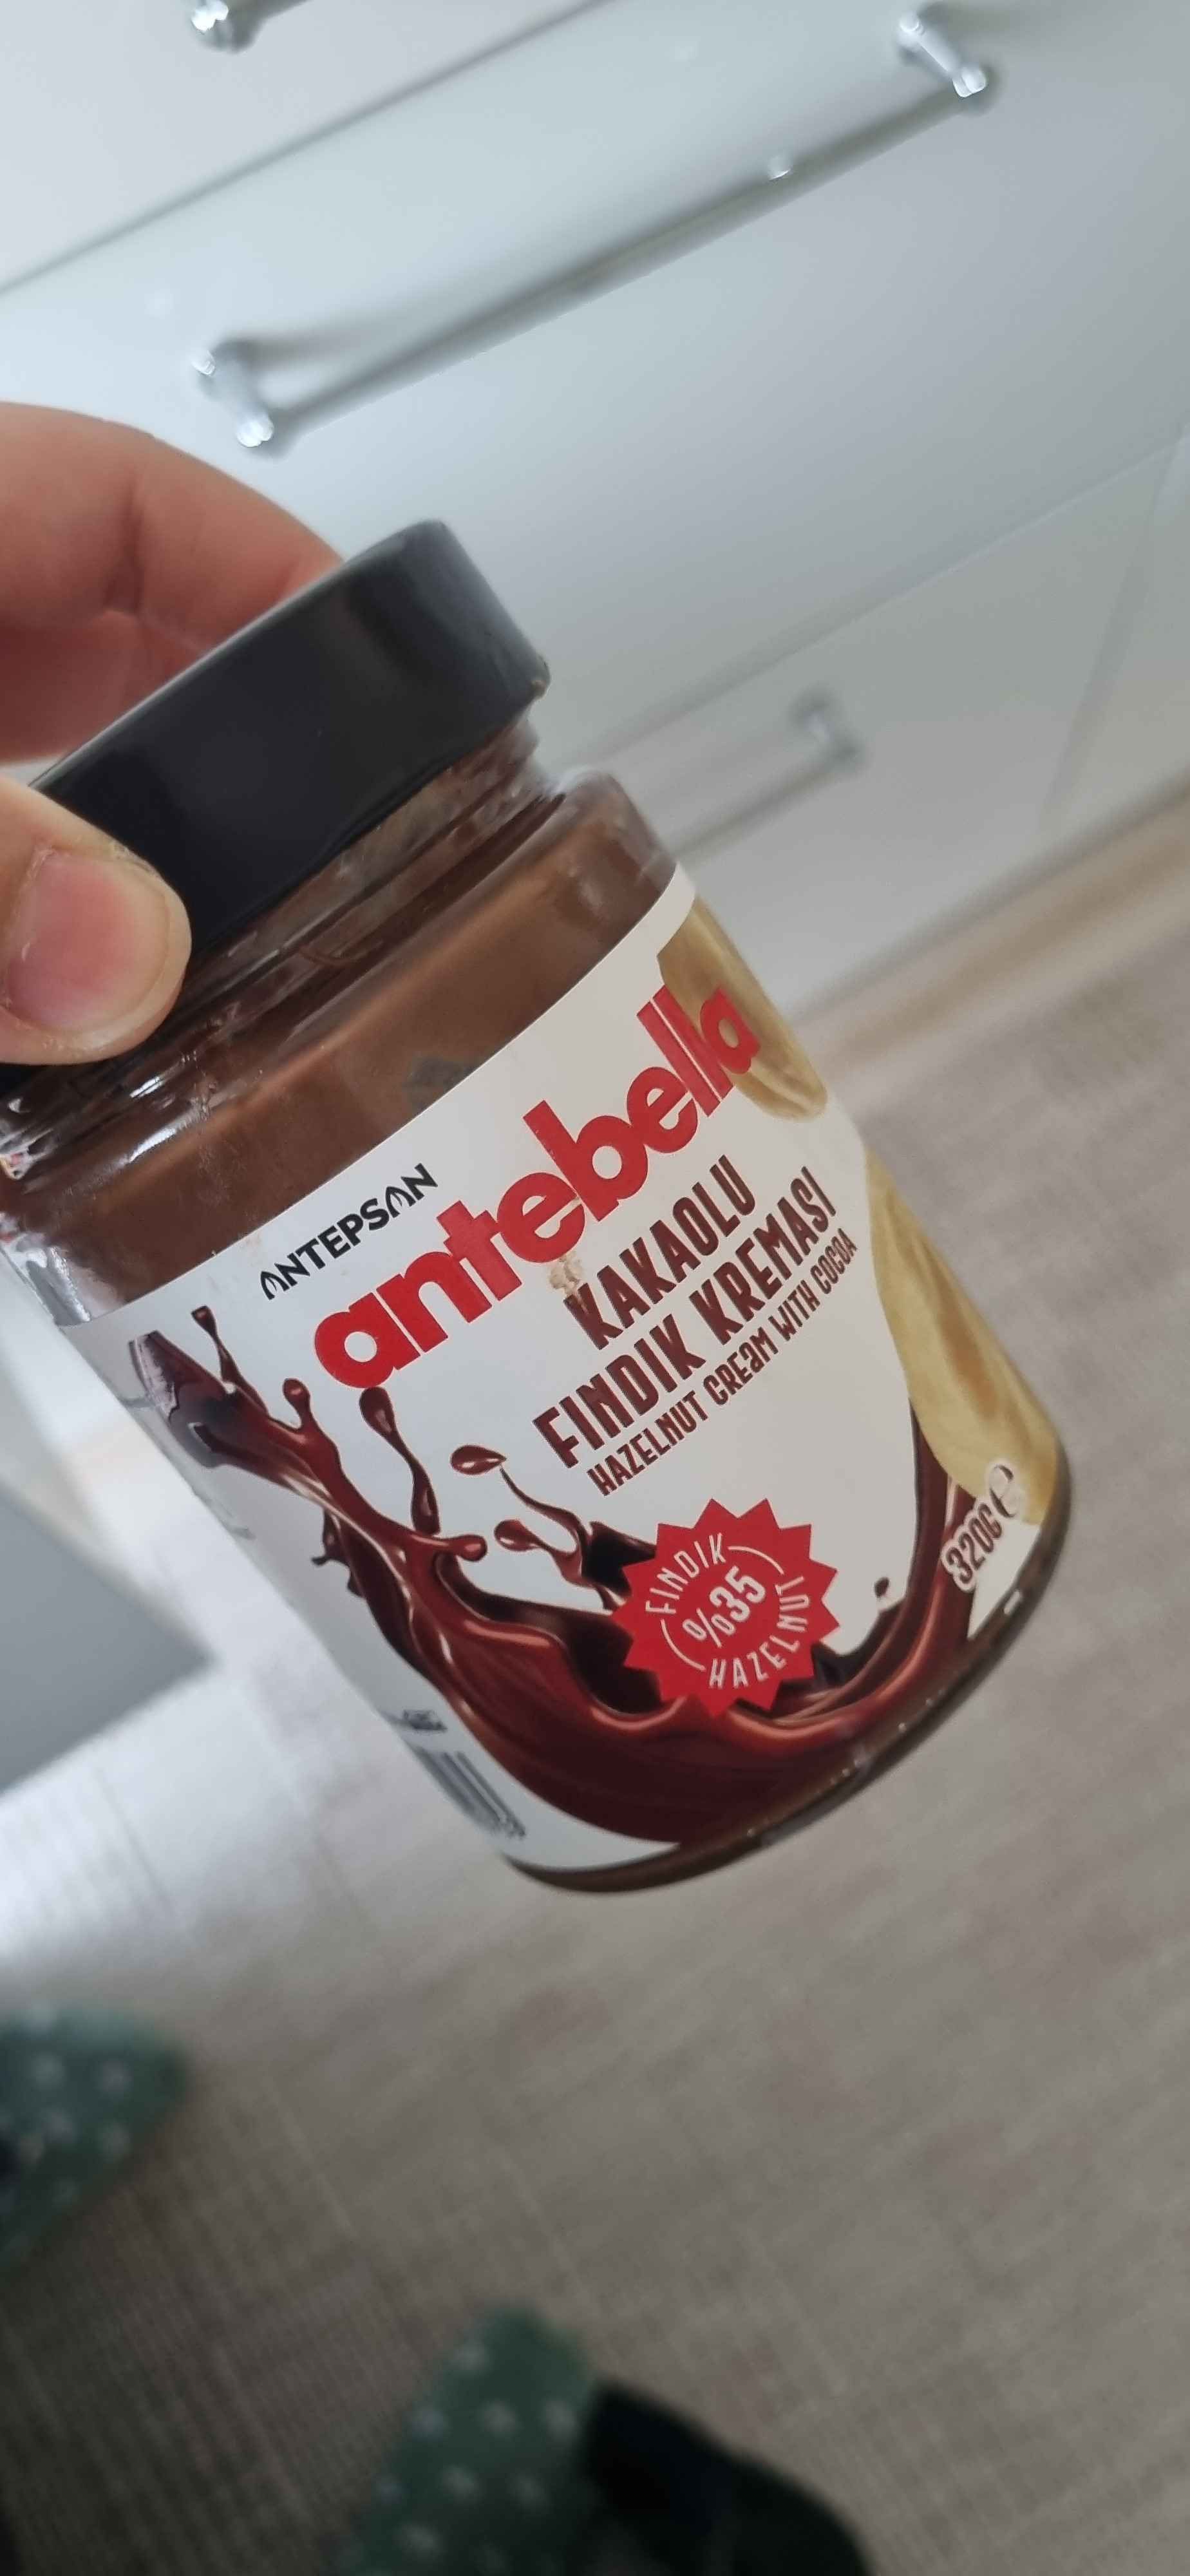 ANTEPSAN
antebella
KAKAOLU
FINDIK KREMASI
HAZELNUT CREAM WITH COCOA
FINDIK
%35
HAZELNUT
320G e